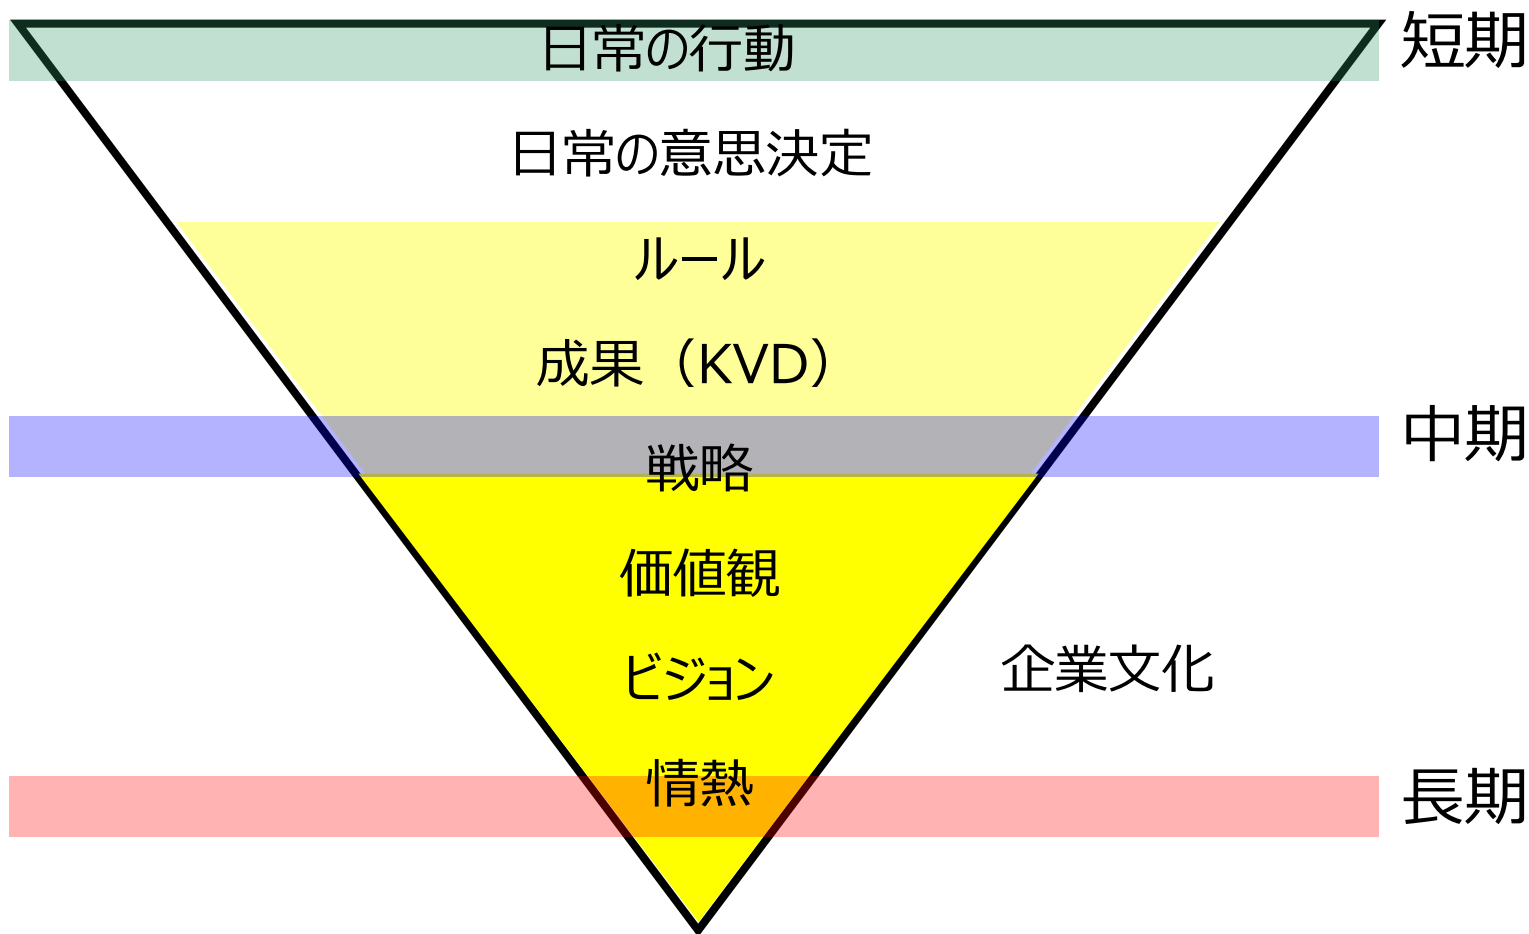 日常の行動
短期
日常の意思決定
ルール
成果（KVD）
中期
戦略
価値観
ビジョン
企業文化
情熱
長期